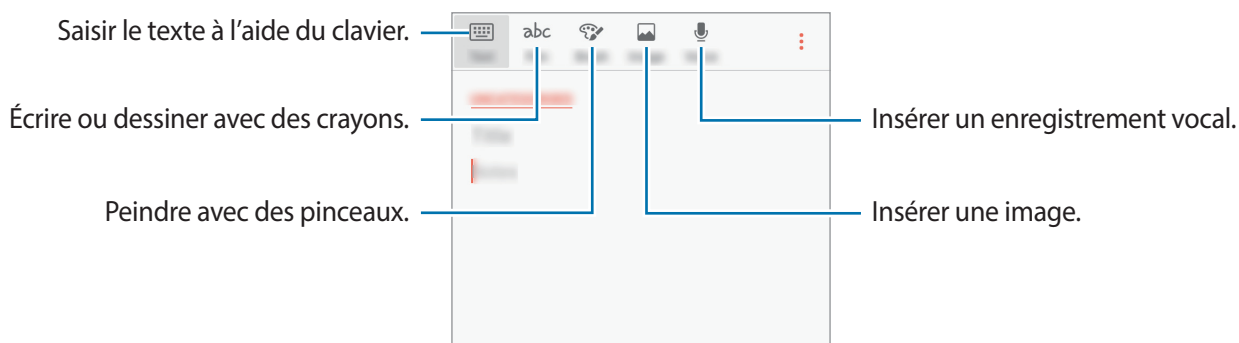 Saisir le texte à l'aide du clavier.
abc
Écrire ou dessiner avec des crayons.
Insérer un enregistrement vocal.
Peindre avec des pinceaux.
Insérer une image.